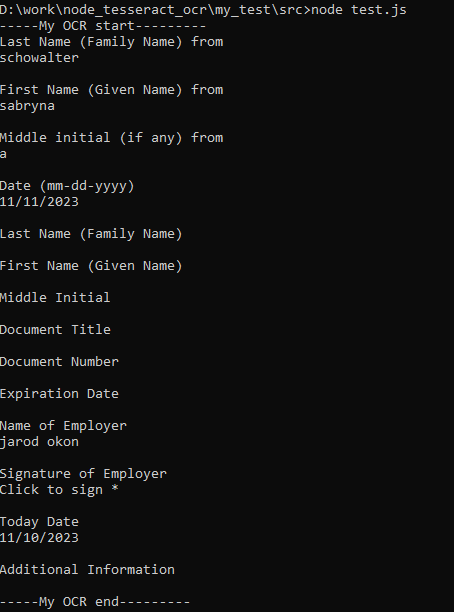 D:\work\node_tesseract_ocr\my_test\src>node test.js
-----My OCR start---------
Last Name (Family Name) from
schowalter
First Name (Given Name) from
sabryna
Middle initial (if any) from
a
Date (mm-dd-yyyy)
11/11/2023
Last Name (Family Name)
First Name (Given Name)
Middle Initial
Document Title
Document Number
Expiration Date
Name of Employer
jarod okon
Signature of Employer
Click to sign *
Today Date
11/10/2023
Additional Information
-----My OCR end---------